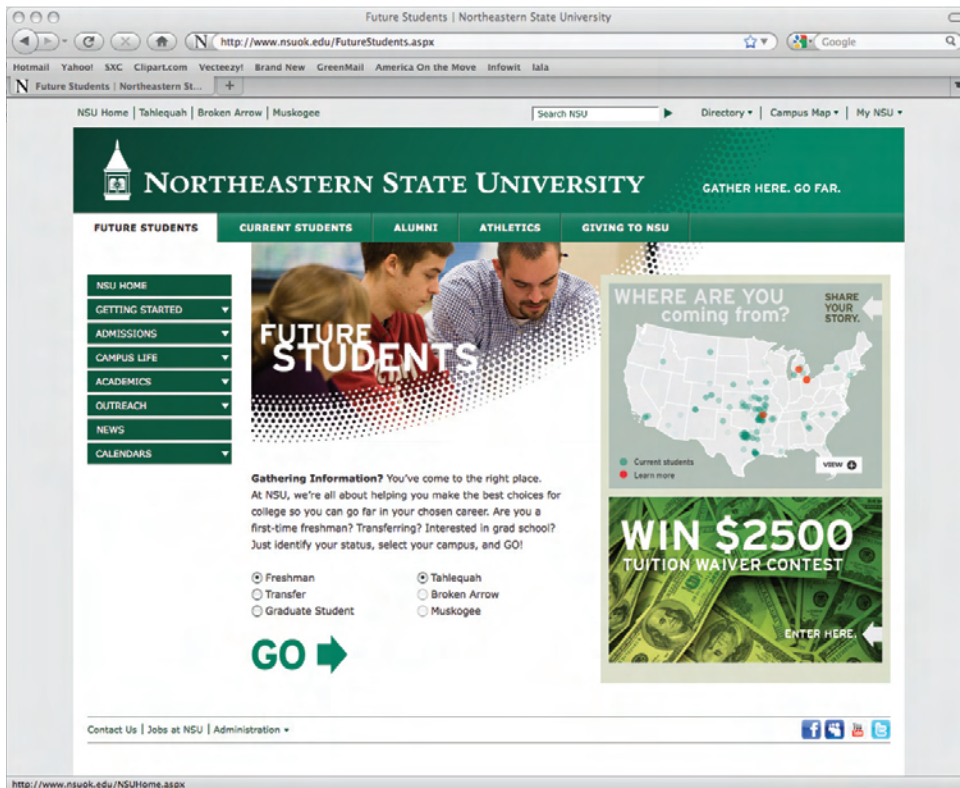 Future Students | Northeastern State University
N http://www.nsuok.edu/FutureStudents.aspx Google
Hotmail Yahoo! SXC Clipart.com Vecteezy! Brand New GreenMail America On the Move Infowit lala
N Future Students | Northeastern St... +
NSU Home | Tahlequah | Broken Arrow | Muskogee Search NSU Directory | Campus Map | My NSU
NORTHEASTERN STATE UNIVERSITY GATHER HERE. GO FAR.
FUTURE STUDENTS CURRENT STUDENTS ALUMNI ATHLETICS GIVING TO NSU
NSU HOME
GETTING STARTED
ADMISSIONS
CAMPUS LIFE
ACADEMICS
OUTREACH
NEWS
CALENDARS
FUTURE
STUDENTS
Gathering Information? You've come to the right place.
At NSU, we're all about helping you make the best choices for
college so you can go far in your chosen career. Are you a
first-time freshman? Transferring? Interested in grad school?
Just identify your status, select your campus, and GO!
Freshman Tahlequah
Transfer Broken Arrow
Graduate Student Muskogee
GO
WHERE ARE YOU
coming from?
SHARE
YOUR
STORY.
Current students
Learn more
VIEW
WIN $2500
TUITION WAIVER CONTEST
ENTER HERE.
Contact Us | Jobs at NSU | Administration
http://www.nsuok.edu/NSUHome.aspx